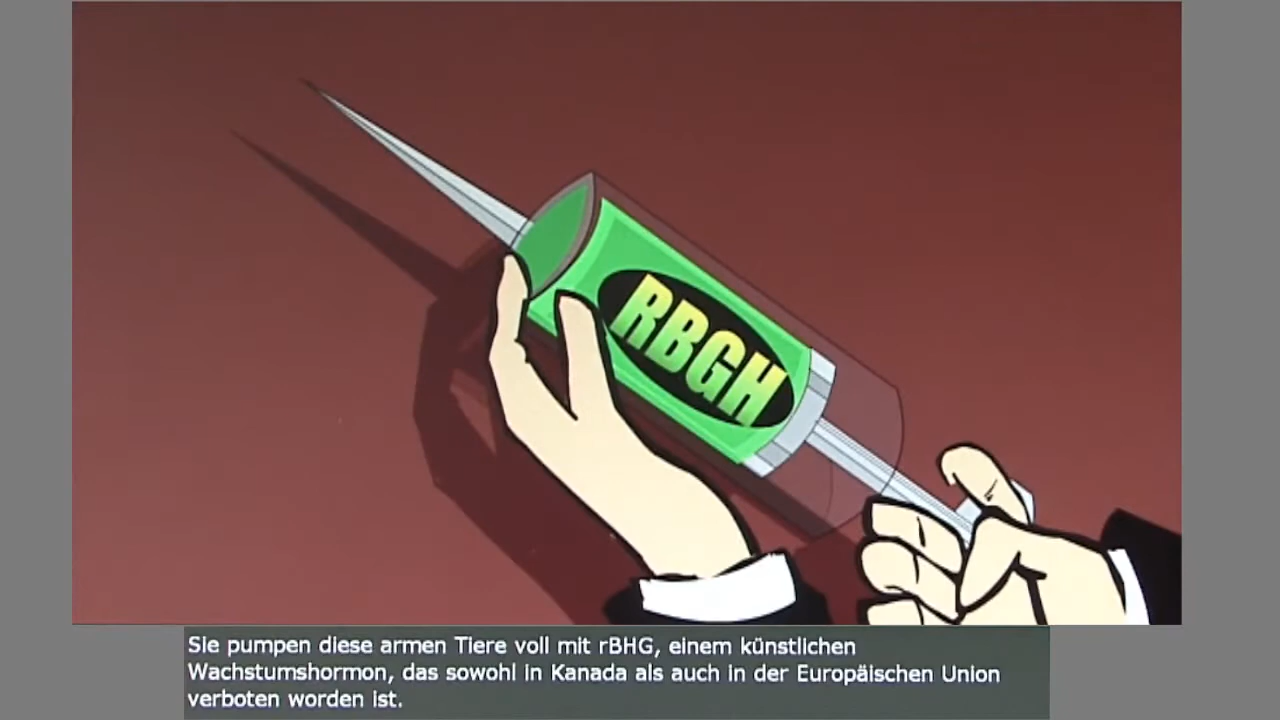 RBGH
Sie pumpen diese armen Tiere voll mit rBHG, einem künstlichen
Wachstumshormon, das sowohl in Kanada als auch in der Europäischen Union
verboten worden ist.